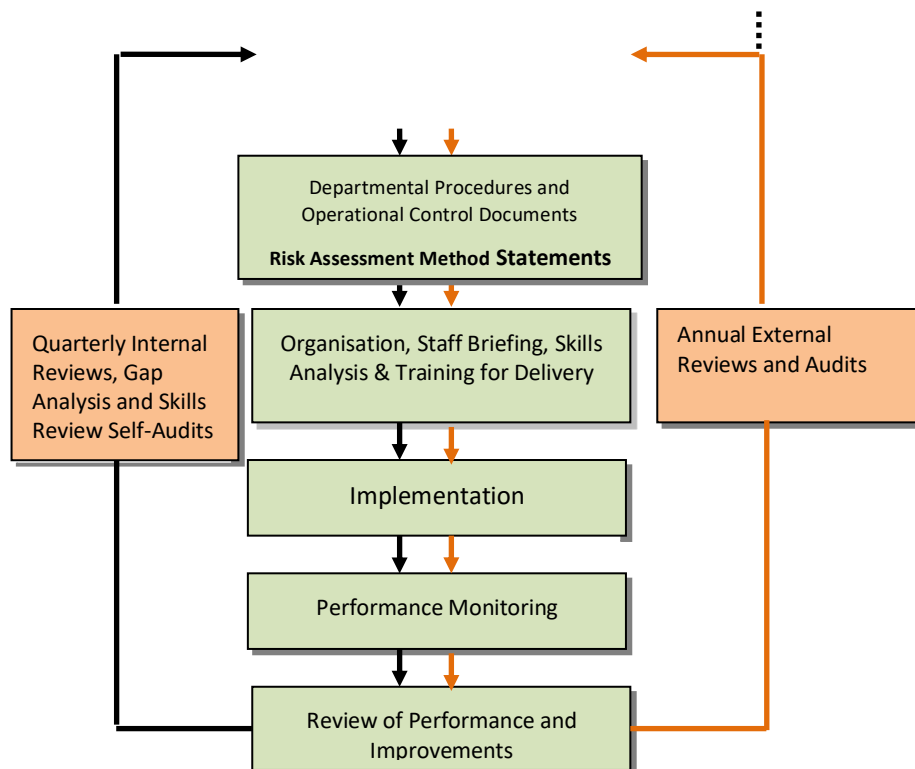 Departmental Procedures and
Operational Control Documents
Risk Assessment Method Statements
Quarterly Internal
Reviews, Gap
Analysis and Skills
Review Self-Audits
Organisation, Staff Briefing, Skills
Analysis & Training for Delivery
Annual External
Reviews and Audits
Implementation
Performance Monitoring
Review of Performance and
Improvements